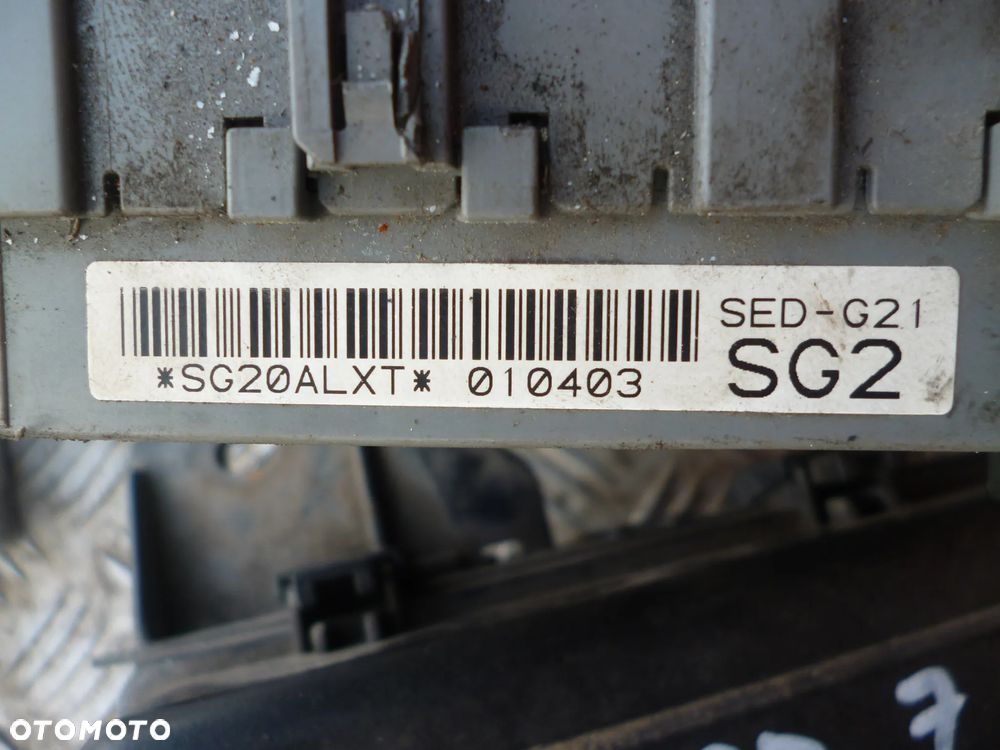 SED-G21
SG2
*SG20ALXT* 010403
OTOMOTO